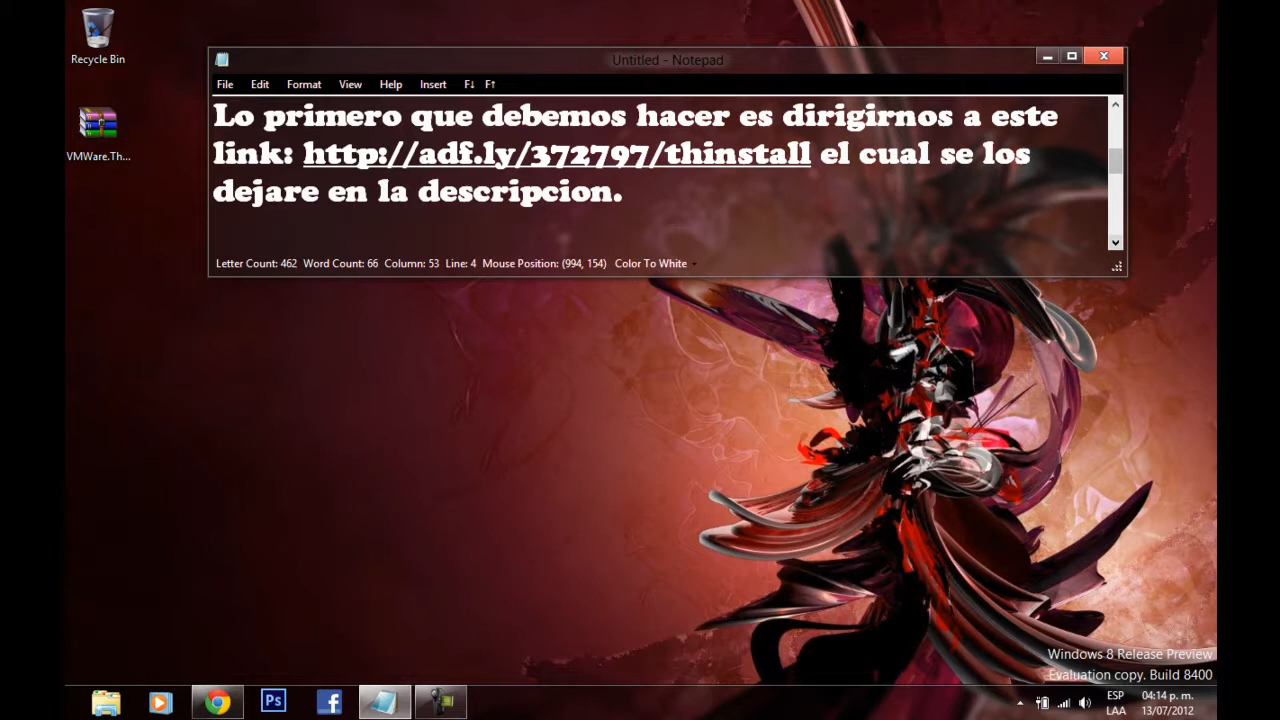 Recycle Bin
VMWare.Th...
Untitled - Notepad
File Edit Format View Help Insert F↓ F↑
Lo primero que debemos hacer es dirigirnos a este
link: http://adf.ly/372797/thinstall el cual se los
dejare en la descripcion.
Letter Count: 462 Word Count: 66 Column: 53 Line: 4 Mouse Position: (994, 154) Color To White
Windows 8 Release Preview
Evaluation copy. Build 8400
Ps
ESP 04:14 p. m.
LAA 13/07/2012